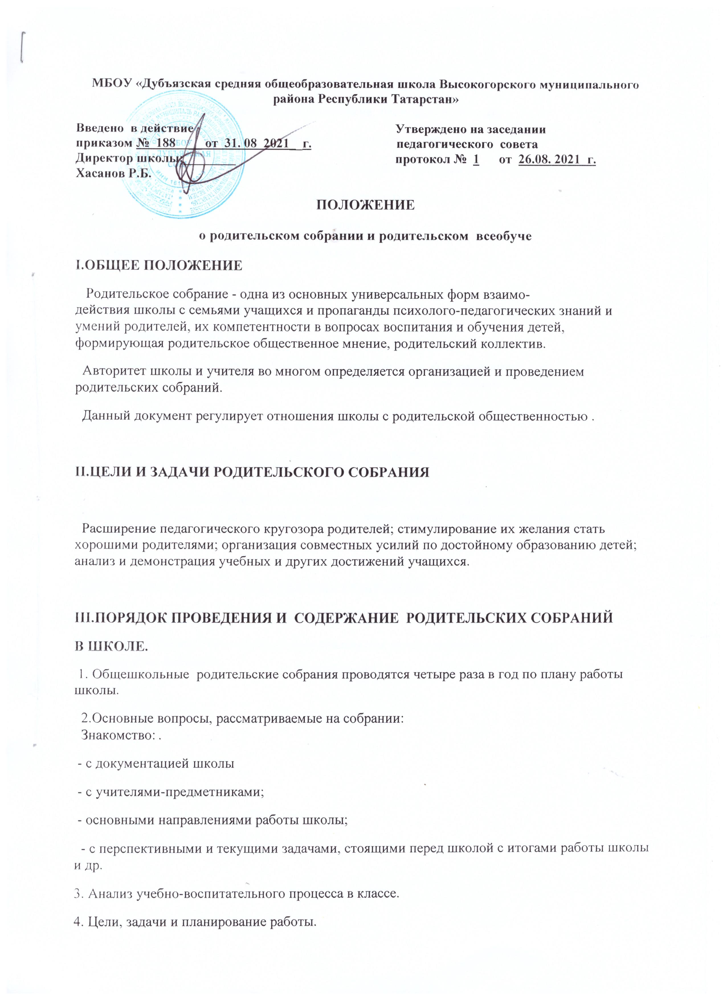 МБОУ «Дубъязская средняя общеобразовательная школа Высокогорского муниципального
района Республики Татарстан»
Введено в действие
приказом № 188 от 31. 08 2021 г.
Директор школы
Хасанов Р.Б.
Утверждено на заседании
педагогического совета
протокол № 1 от 26.08. 2021 г.
МБОУ
«ДУБЪЯЗСКАЯ
ПОЛОЖЕНИЕ
о родительском собрании и родительском всеобуче
I.ОБЩЕЕ ПОЛОЖЕНИЕ
Родительское собрание - одна из основных универсальных форм взаимо-
действия школы с семьями учащихся и пропаганды психолого-педагогических знаний и
умений родителей, их компетентности в вопросах воспитания и обучения детей,
формирующая родительское общественное мнение, родительский коллектив.
Авторитет школы и учителя во многом определяется организацией и проведением
родительских собраний.
Данный документ регулирует отношения школы с родительской общественностью .
II.ЦЕЛИ И ЗАДАЧИ РОДИТЕЛЬСКОГО СОБРАНИЯ
Расширение педагогического кругозора родителей; стимулирование их желания стать
хорошими родителями; организация совместных усилий по достойному образованию детей;
анализ и демонстрация учебных и других достижений учащихся.
III.ПОРЯДОК ПРОВЕДЕНИЯ И СОДЕРЖАНИЕ РОДИТЕЛЬСКИХ СОБРАНИЙ
В ШКОЛЕ.
1. Общешкольные родительские собрания проводятся четыре раза в год по плану работы
школы.
2.Основные вопросы, рассматриваемые на собрании:
Знакомство: .
- с документацией школы
- с учителями-предметниками;
- основными направлениями работы школы;
- с перспективными и текущими задачами, стоящими перед школой с итогами работы школы
и др.
3. Анализ учебно-воспитательного процесса в классе.
4. Цели, задачи и планирование работы.